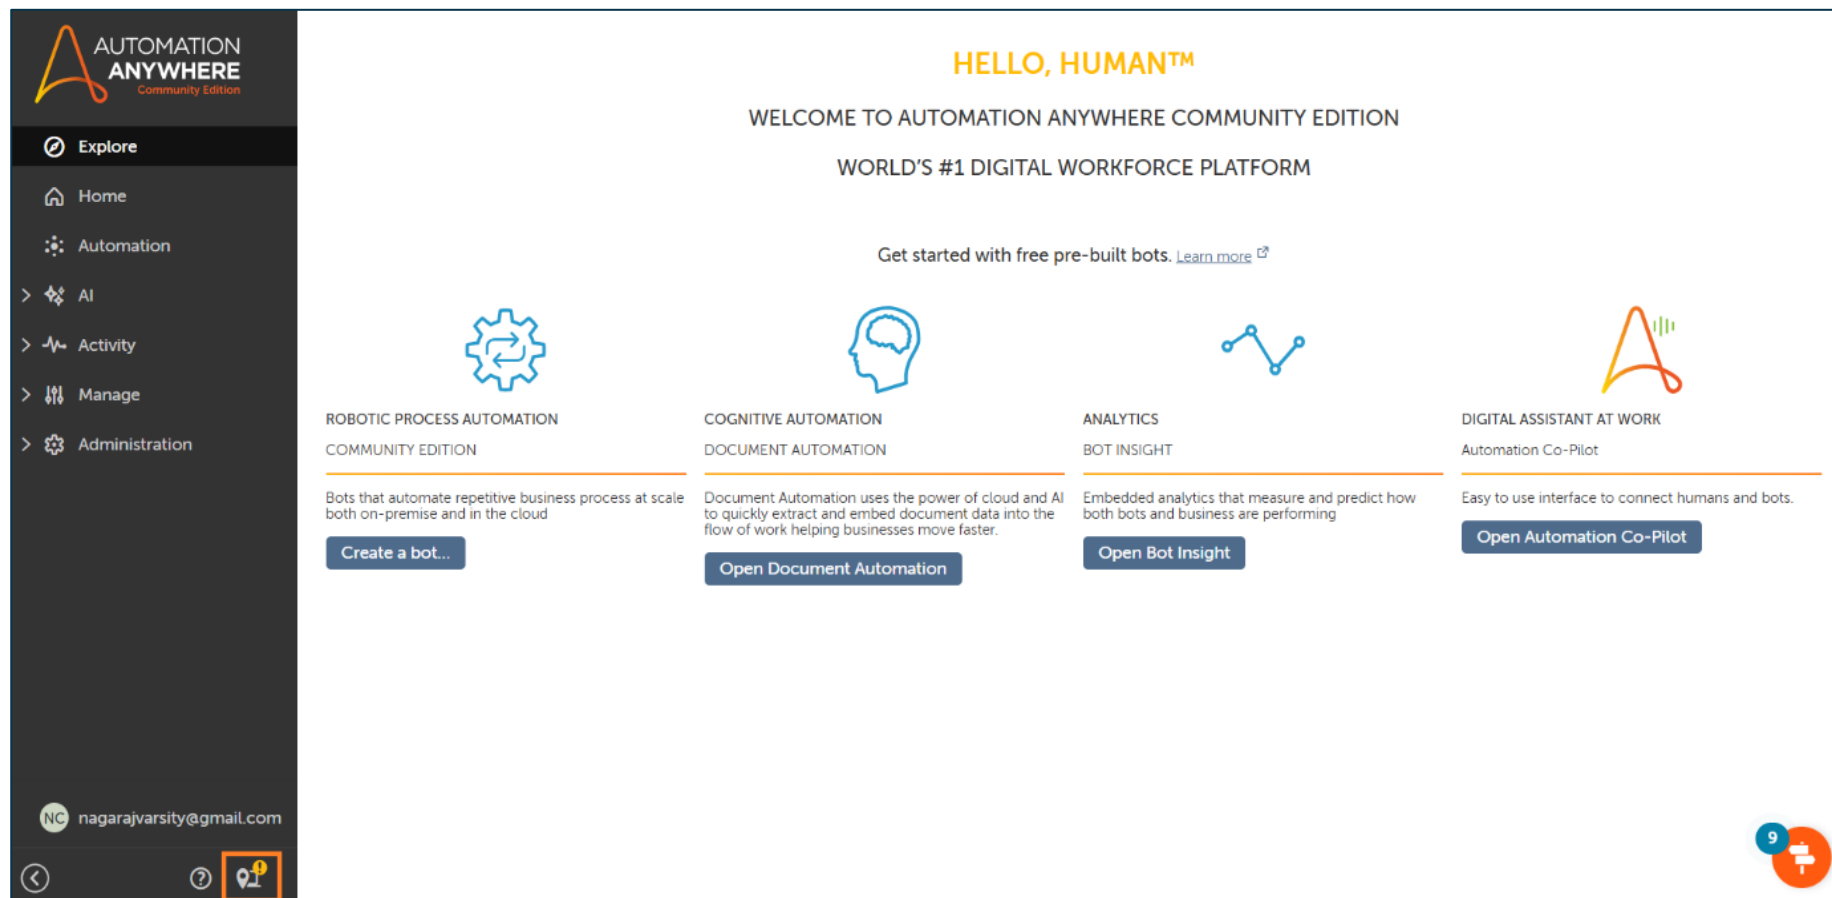 AUTOMATION
ANYWHERE
Community Edition
Explore
Home
Automation
AI
Activity
Manage
Administration
NC nagarajvarsity@gmail.com
HELLO, HUMAN™
WELCOME TO AUTOMATION ANYWHERE COMMUNITY EDITION
WORLD'S #1 DIGITAL WORKFORCE PLATFORM
Get started with free pre-built bots. Learn more
ROBOTIC PROCESS AUTOMATION
COMMUNITY EDITION
Bots that automate repetitive business process at scale
both on-premise and in the cloud
Create a bot...
COGNITIVE AUTOMATION
DOCUMENT AUTOMATION
Document Automation uses the power of cloud and AI
to quickly extract and embed document data into the
flow of work helping businesses move faster.
Open Document Automation
ANALYTICS
BOT INSIGHT
Embedded analytics that measure and predict how
both bots and business are performing
Open Bot Insight
DIGITAL ASSISTANT AT WORK
Automation Co-Pilot
Easy to use interface to connect humans and bots.
Open Automation Co-Pilot
9